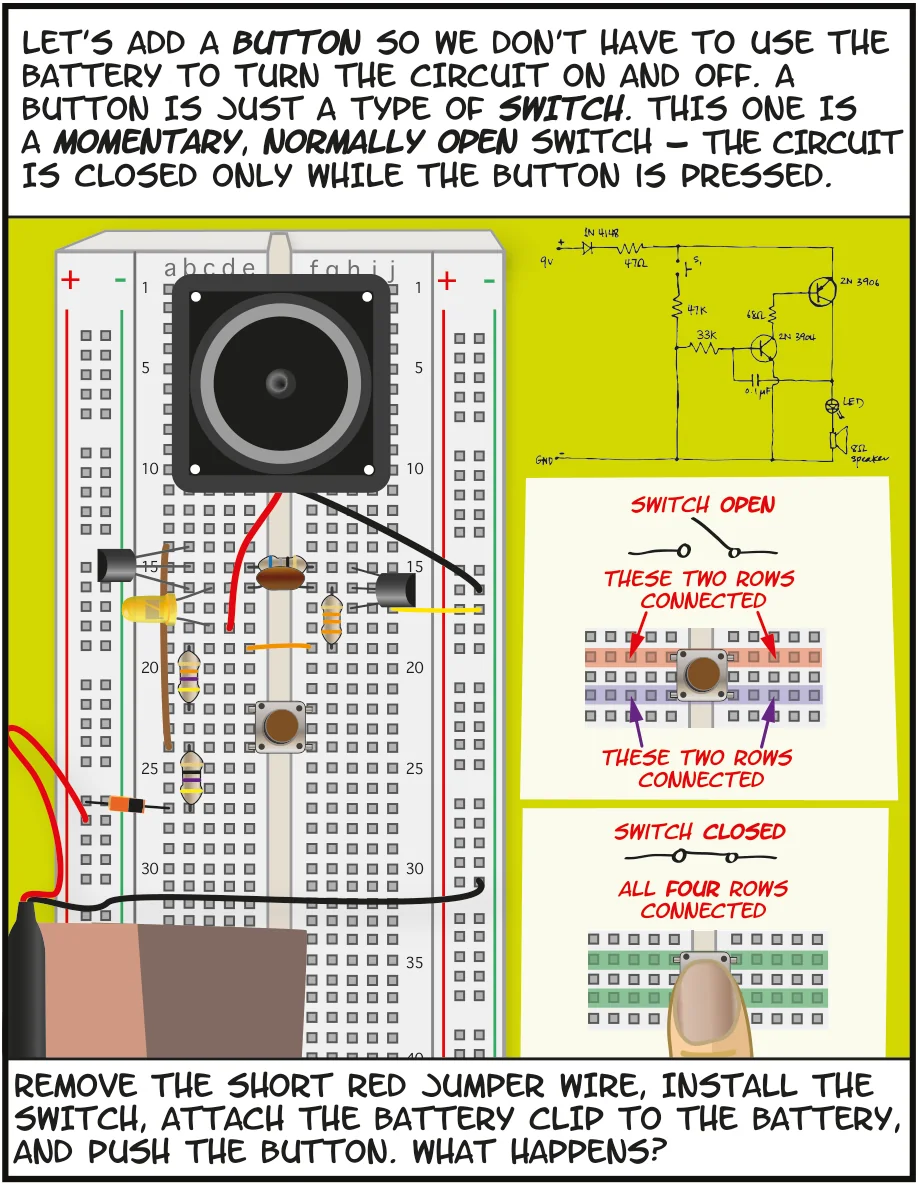 LET'S ADD A BUTTON SO WE DON'T HAVE TO USE THE
BATTERY TO TURN THE CIRCUIT ON AND OFF. A
BUTTON IS JUST A TYPE OF SWITCH. THIS ONE IS
A MOMENTARY, NORMALLY OPEN SWITCH – THE CIRCUIT
IS CLOSED ONLY WHILE THE BUTTON IS PRESSED.
+ - a b c d e f g h i j + -
1 1
5 5
10 10
15 15
20 20
25 25
30 30
35 35
40
1N 4148
+
9V
47Ω
S1
2N 3906
47K
68Ω
33K
2N 3904
0.1µF
LED
8Ω
speaker
GND -
SWITCH OPEN
THESE TWO ROWS
CONNECTED
THESE TWO ROWS
CONNECTED
SWITCH CLOSED
ALL FOUR ROWS
CONNECTED
REMOVE THE SHORT RED JUMPER WIRE, INSTALL THE
SWITCH, ATTACH THE BATTERY CLIP TO THE BATTERY,
AND PUSH THE BUTTON. WHAT HAPPENS?